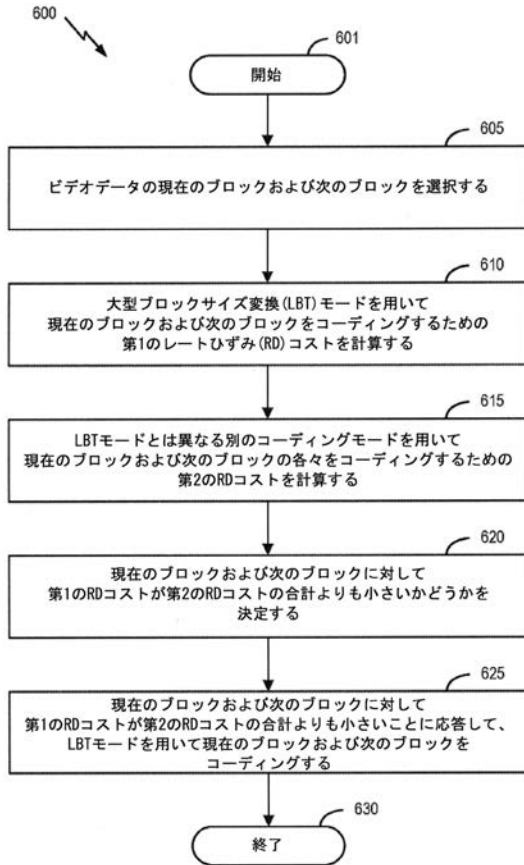 600
601
開始
605
ビデオデータの現在のブロックおよび次のブロックを選択する
610
大型ブロックサイズ変換(LBT)モードを用いて
現在のブロックおよび次のブロックをコーディングするための
第1のレートひずみ(RD)コストを計算する
615
LBTモードとは異なる別のコーディングモードを用いて
現在のブロックおよび次のブロックの各々をコーディングするための
第2のRDコストを計算する
620
現在のブロックおよび次のブロックに対して
第1のRDコストが第2のRDコストの合計よりも小さいかどうかを
決定する
625
現在のブロックおよび次のブロックに対して
第1のRDコストが第2のRDコストの合計よりも小さいことに応答して、
LBTモードを用いて現在のブロックおよび次のブロックを
コーディングする
630
終了